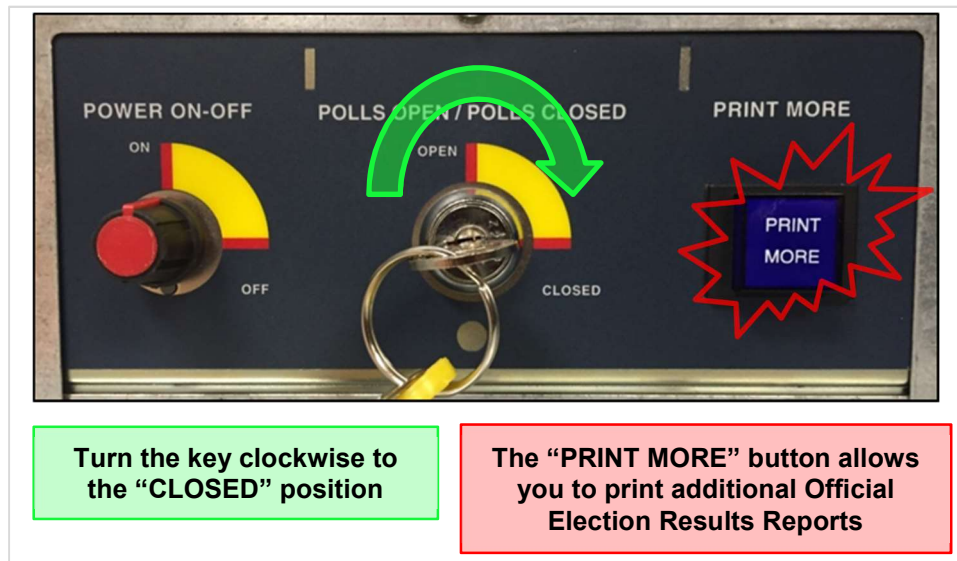 POWER ON-OFF
POLLS OPEN / POLLS CLOSED
PRINT MORE
ON
OPEN
OFF
CLOSED
PRINT
MORE
Turn the key clockwise to
the “CLOSED” position
The “PRINT MORE” button allows
you to print additional Official
Election Results Reports